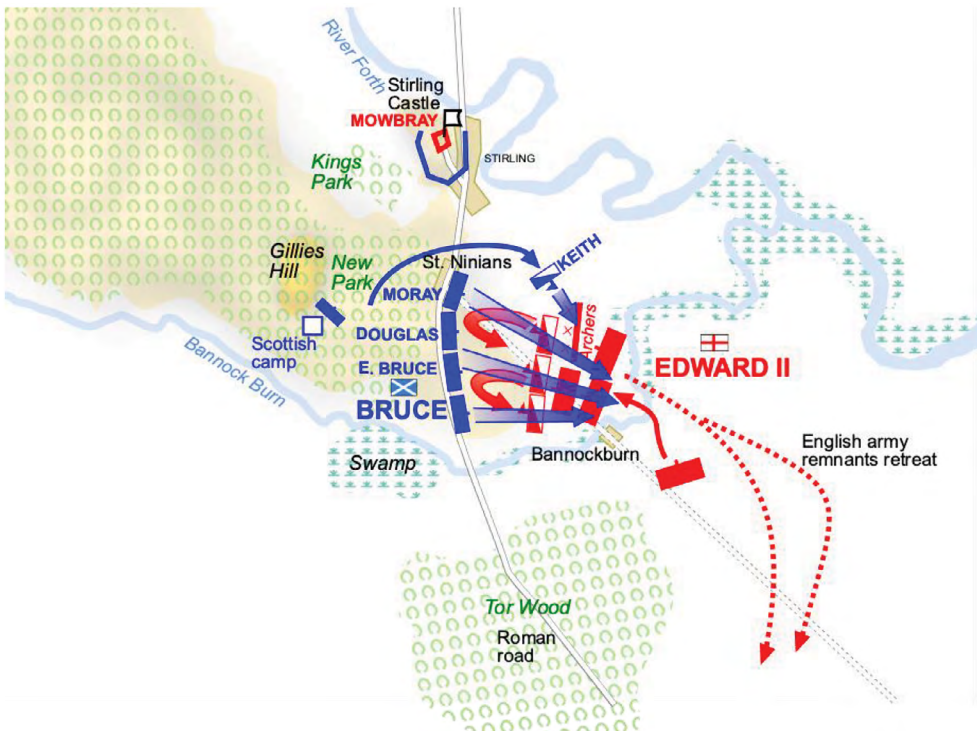 River Forth
Stirling
Castle
MOWBRAY
STIRLING
Kings
Park
Gillies
Hill
New
Park
St. Ninians
KEITH
MORAY
Archers
DOUGLAS
Scottish
camp
E. BRUCE
EDWARD II
BRUCE
Bannock Burn
Swamp
Bannockburn
English army
remnants retreat
Tor Wood
Roman
road